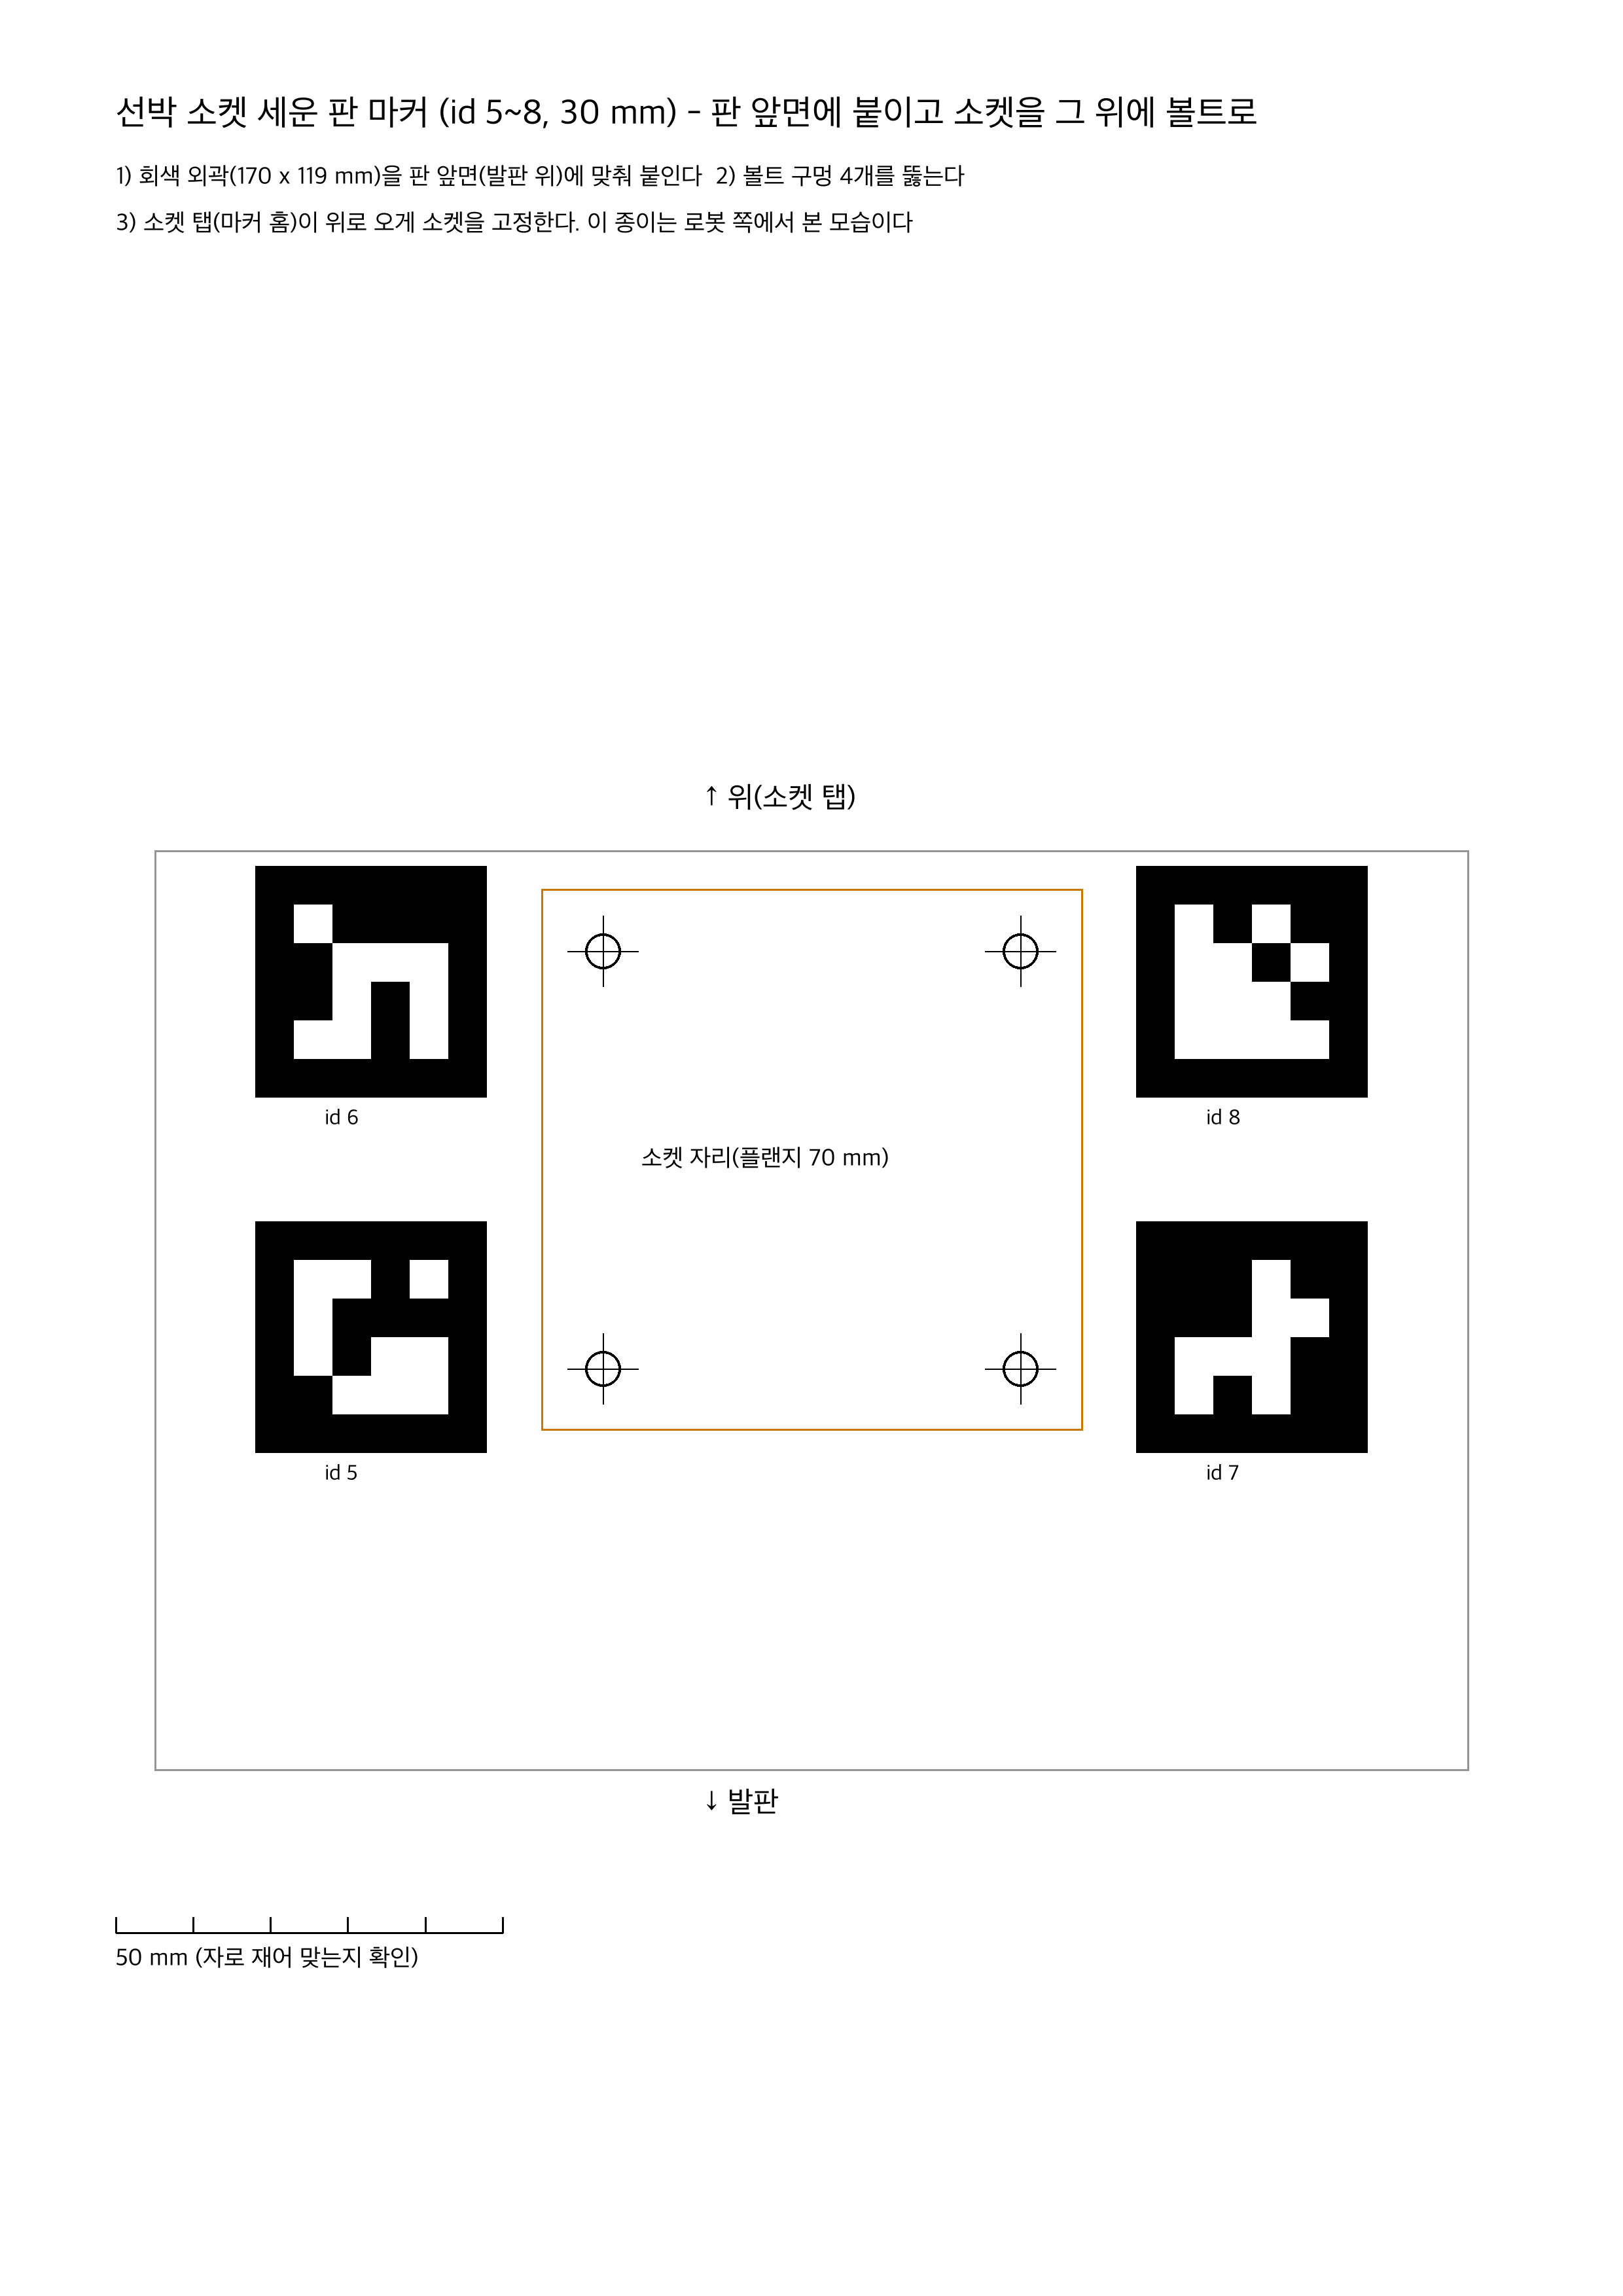 선박 소켓 세운 판 마커 (id 5~8, 30 mm) – 판 앞면에 붙이고 소켓을 그 위에 볼트로
1) 회색 외곽(170 x 119 mm)을 판 앞면(발판 위)에 맞춰 붙인다  2) 볼트 구멍 4개를 뚫는다
3) 소켓 탭(마커 홈)이 위로 오게 소켓을 고정한다. 이 종이는 로봇 쪽에서 본 모습이다
↑ 위(소켓 탭)
id 6
id 8
소켓 자리(플랜지 70 mm)
id 5
id 7
↓ 발판
50 mm (자로 재어 맞는지 확인)